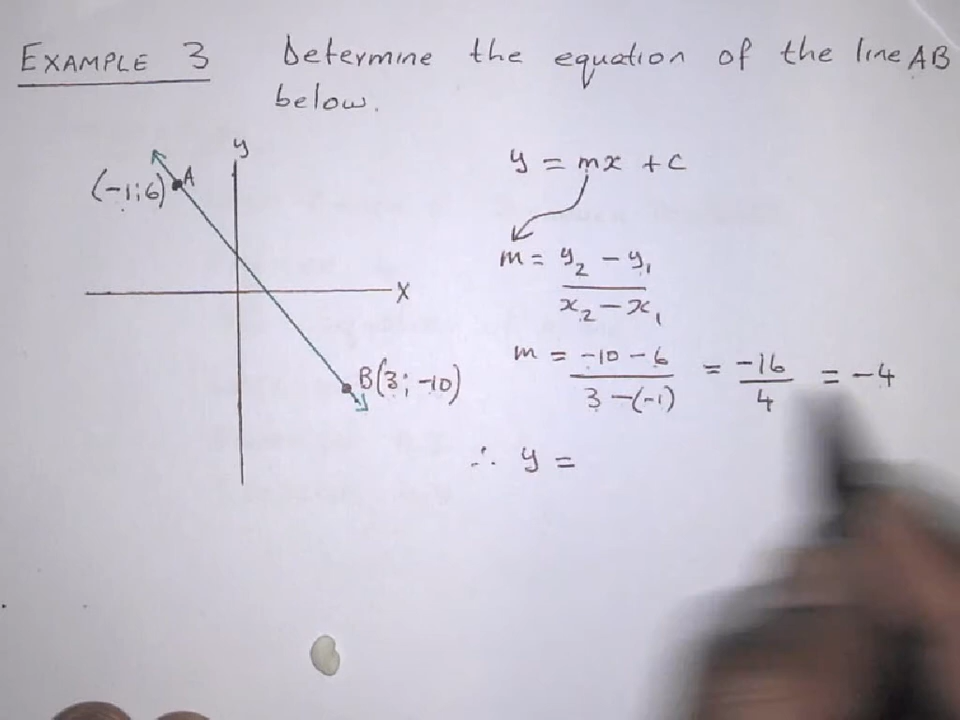 EXAMPLE 3 Determine the equation of the line AB
below.
y
(-1;6) A
x
B(3; -10)
y = mx + c
m = y₂ - y₁ / x₂ - x₁
m = -10 - 6 / 3 - (-1) = -16 / 4 = -4
∴ y =